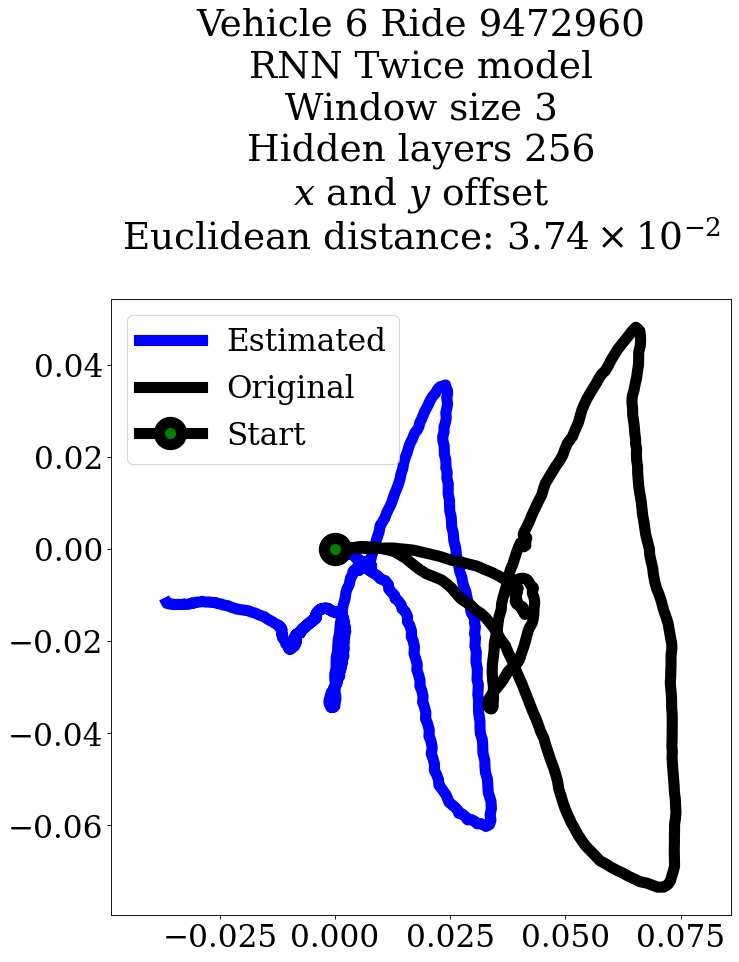 Vehicle 6 Ride 9472960
RNN Twice model
Window size 3
Hidden layers 256
x and y offset
Euclidean distance: 3.74 × 10⁻²
Estimated
Original
Start
0.04
0.02
0.00
−0.02
−0.04
−0.06
−0.025 0.000 0.025 0.050 0.075